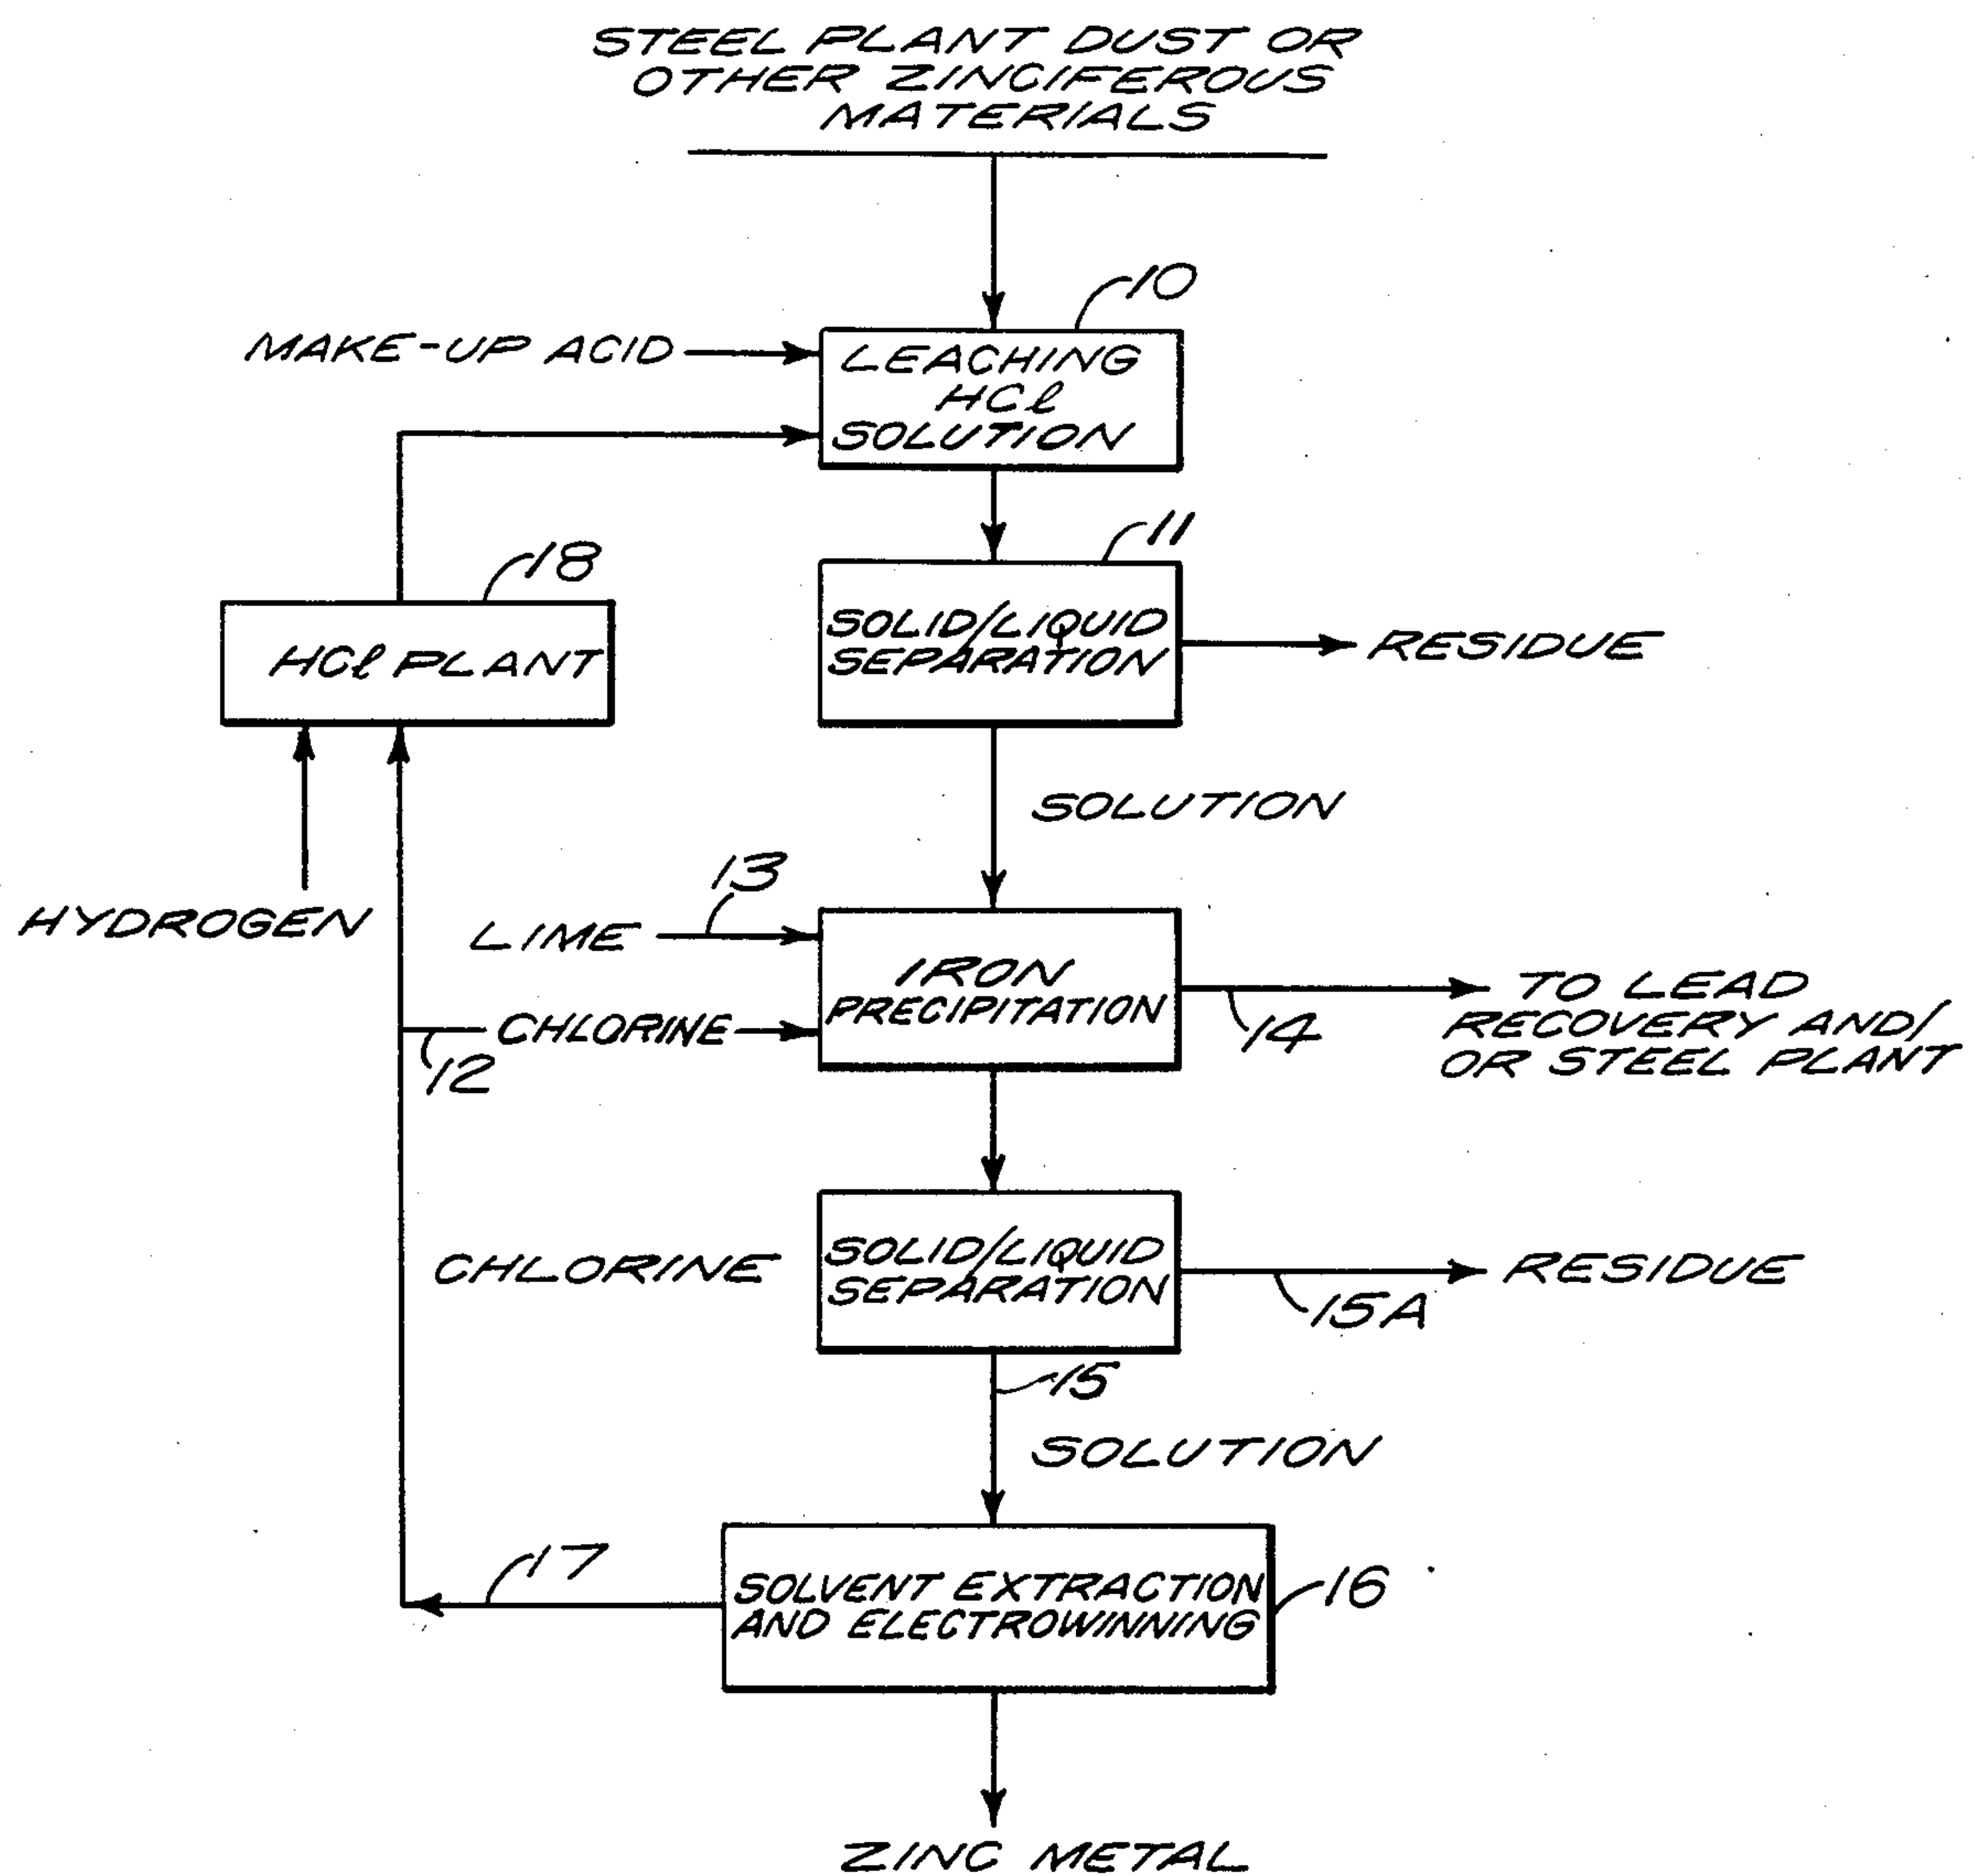 STEEL PLANT DUST OR
OTHER ZINCIFEROUS
MATERIALS
10
MAKE-UP ACID
LEACHING
HCl
SOLUTION
11
18
SOLID/LIQUID
SEPARATION
RESIDUE
HCl PLANT
SOLUTION
13
HYDROGEN
LIME
IRON
PRECIPITATION
TO LEAD
RECOVERY AND/
OR STEEL PLANT
CHLORINE
12
14
CHLORINE
SOLID/LIQUID
SEPARATION
RESIDUE
15A
15
SOLUTION
17
SOLVENT EXTRACTION
AND ELECTROWINNING
16
ZINC METAL